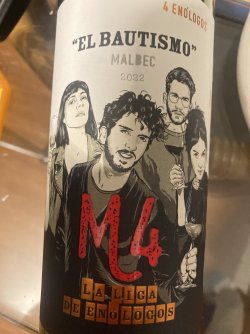 4 ENÓLOGOS
"EL BAUTISMO"
MALBEC
2022
M4
LA LIGA
DE ENÓLOGOS